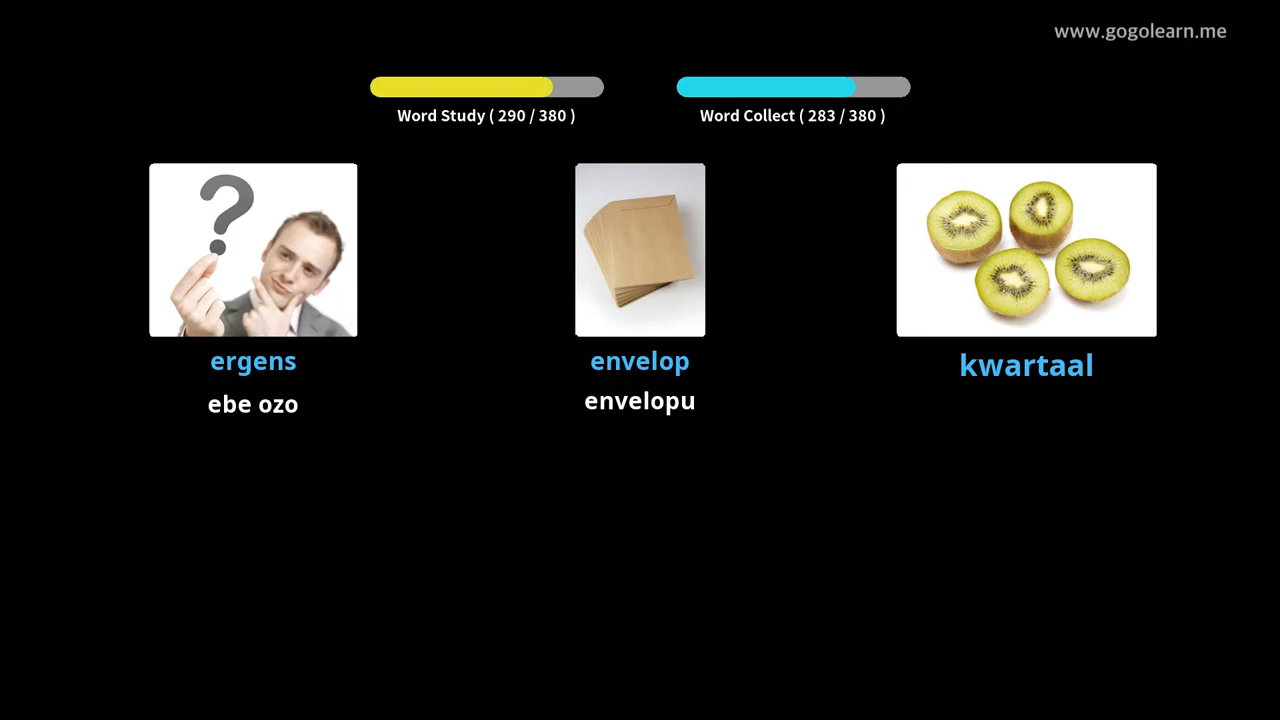 www.gogolearn.me
Word Study ( 290 / 380 )
Word Collect ( 283 / 380 )
ergens
ebe ozo
envelop
envelopu
kwartaal